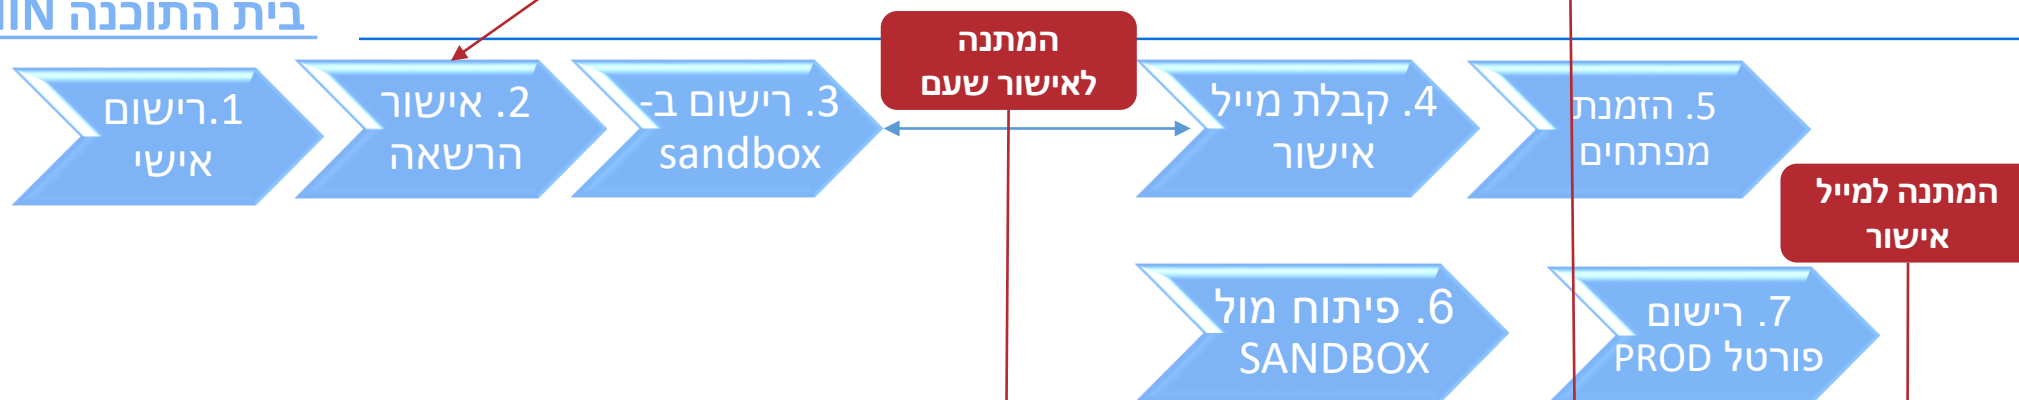 בית התוכנה
המתנה
לאישור שעם
1.רישום
אישי
2. אישור
הרשאה
3. רישום ב-
sandbox
4. קבלת מייל
אישור
5. הזמנת
מפתחים
המתנה למייל
אישור
6. פיתוח מול
SANDBOX
7. רישום
פורטל PROD